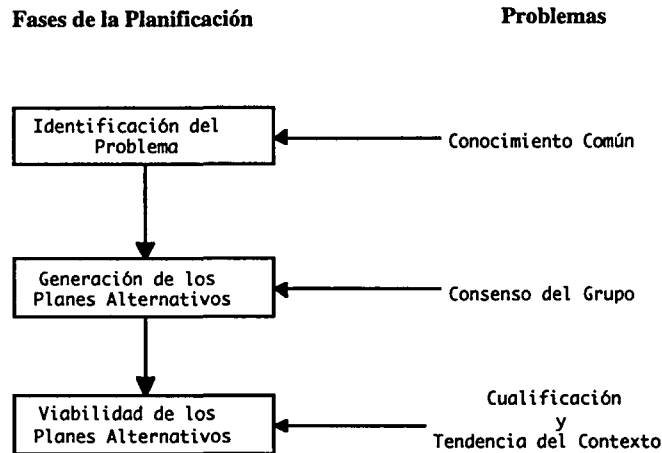 Fases de la Planificación
Problemas
Identificación del
Problema
Conocimiento Común
Generación de los
Planes Alternativos
Consenso del Grupo
Viabilidad de los
Planes Alternativos
Cualificación
y
Tendencia del Contexto